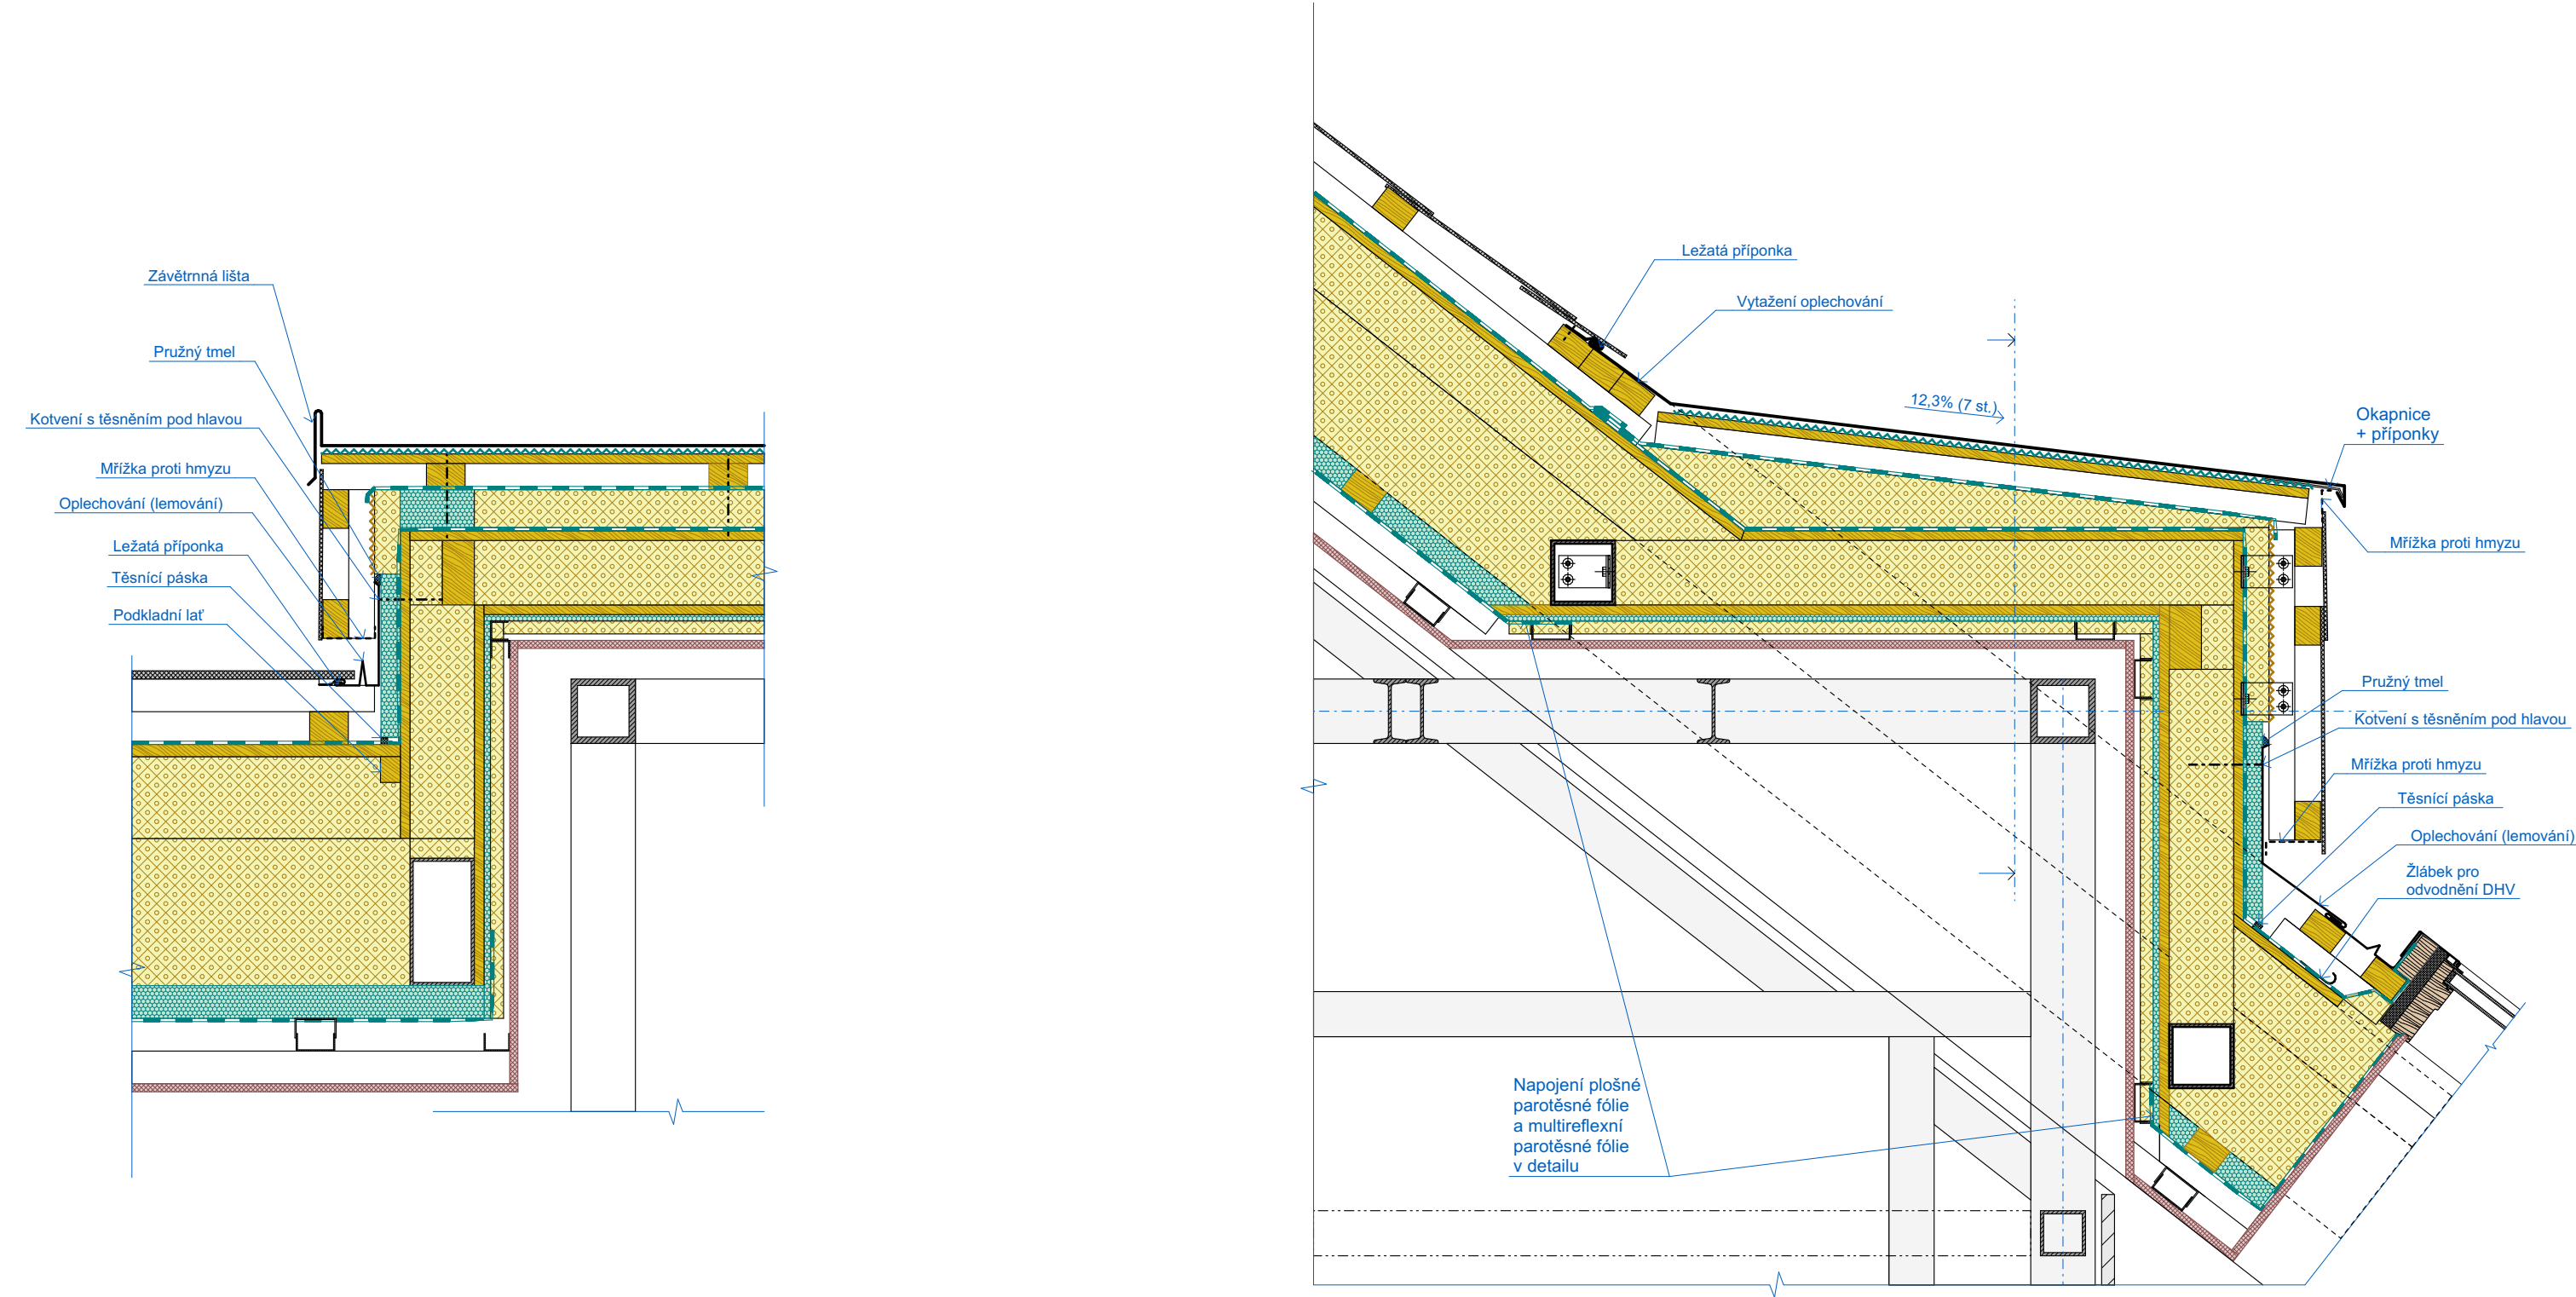 Závětrnná lišta
Pružný tmel
Kotvení s těsněním pod hlavou
Mřížka proti hmyzu
Oplechování (lemování)
Ležatá příponka
Těsnící páska
Podkladní lať
Ležatá příponka
Vytažení oplechování
12,3% (7 st.)
Okapnice
+ příponky
Mřížka proti hmyzu
Pružný tmel
Kotvení s těsněním pod hlavou
Mřížka proti hmyzu
Těsnící páska
Oplechování (lemování)
Žlábek pro
odvodnění DHV
Napojení plošné
parotěsné fólie
a multireflexní
parotěsné fólie
v detailu